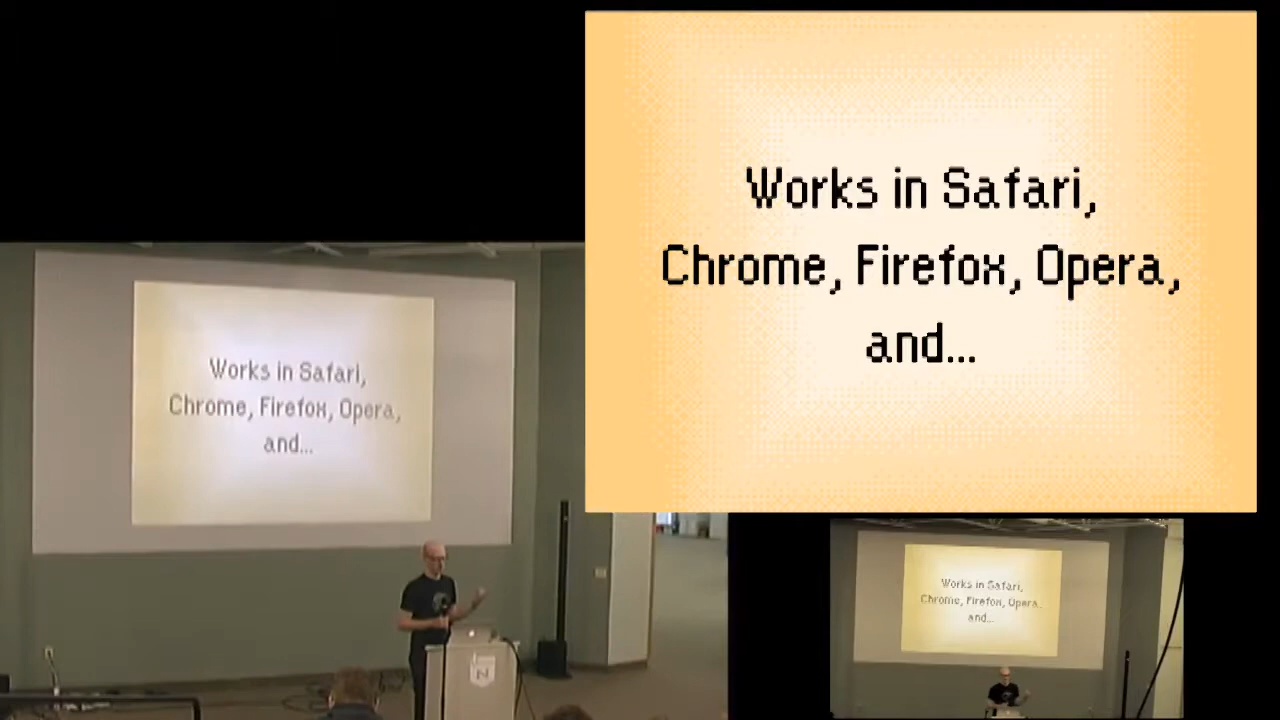 Works in Safari,
Chrome, Firefox, Opera,
and...
Works in Safari,
Chrome, Firefox, Opera,
and...
Works in Safari,
Chrome, Firefox, Opera,
and...
N